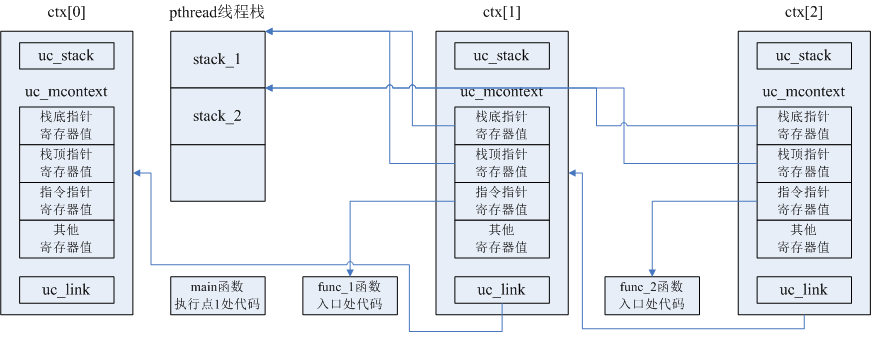 ctx[0]
pthread线程栈
ctx[1]
ctx[2]
uc_stack
uc_mcontext
栈底指针
寄存器值
栈顶指针
寄存器值
指令指针
寄存器值
其他
寄存器值
uc_link
stack_1
stack_2
main函数
执行点1处代码
func_1函数
入口处代码
uc_stack
uc_mcontext
栈底指针
寄存器值
栈顶指针
寄存器值
指令指针
寄存器值
其他
寄存器值
uc_link
func_2函数
入口处代码
uc_stack
uc_mcontext
栈底指针
寄存器值
栈顶指针
寄存器值
指令指针
寄存器值
其他
寄存器值
uc_link